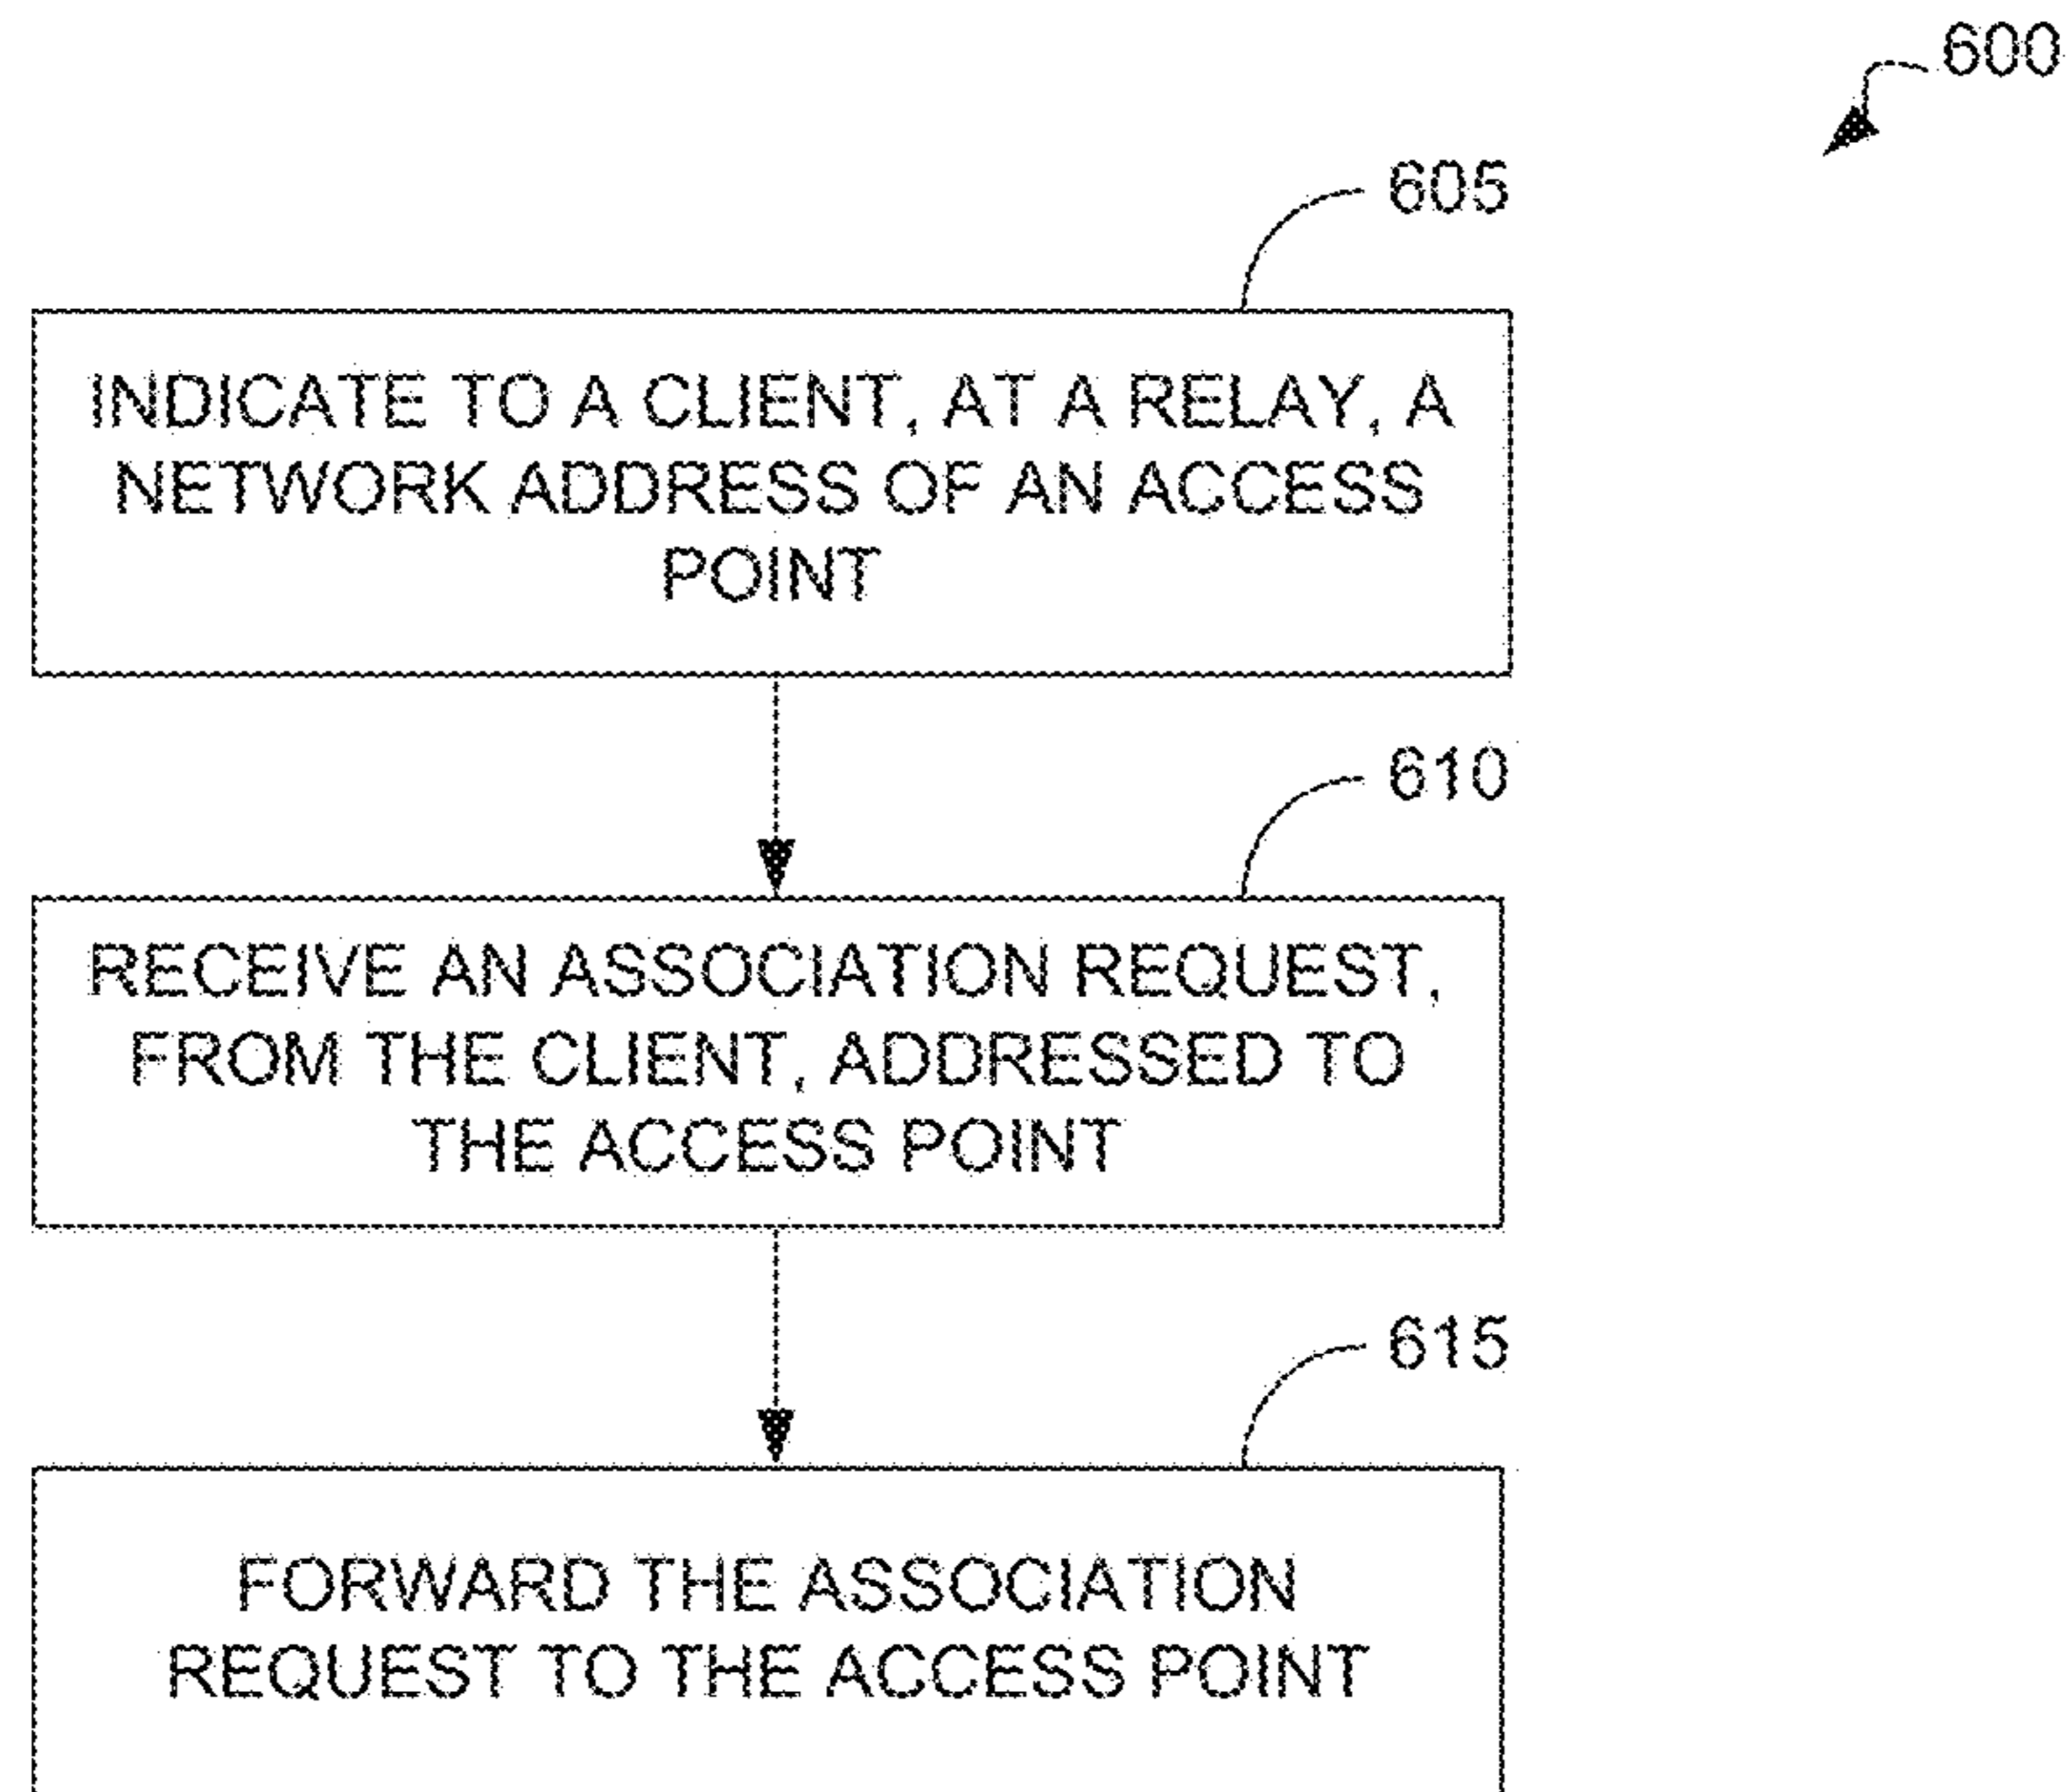 600
605
INDICATE TO A CLIENT, AT A RELAY, A
NETWORK ADDRESS OF AN ACCESS
POINT
610
RECEIVE AN ASSOCIATION REQUEST,
FROM THE CLIENT, ADDRESSED TO
THE ACCESS POINT
615
FORWARD THE ASSOCIATION
REQUEST TO THE ACCESS POINT